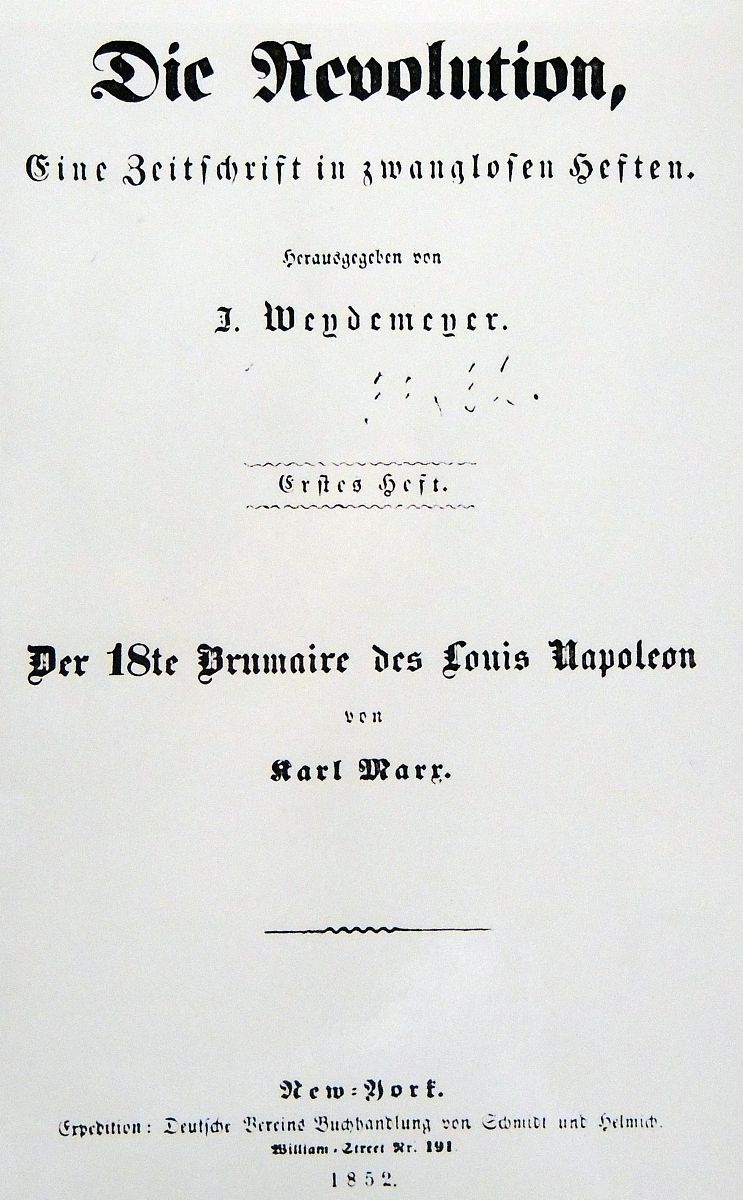 Die Revolution,
Eine Zeitschrift in zwanglosen Heften.
Herausgegeben von
J. Weydemeyer.
Erstes Heft.
Der 18te Brumaire des Louis Napoleon
von
Karl Marx.
New-York.
Expedition: Deutsche Vereins Buchhandlung von Schmidt und Helmich.
William-Street Nr. 191
1852.